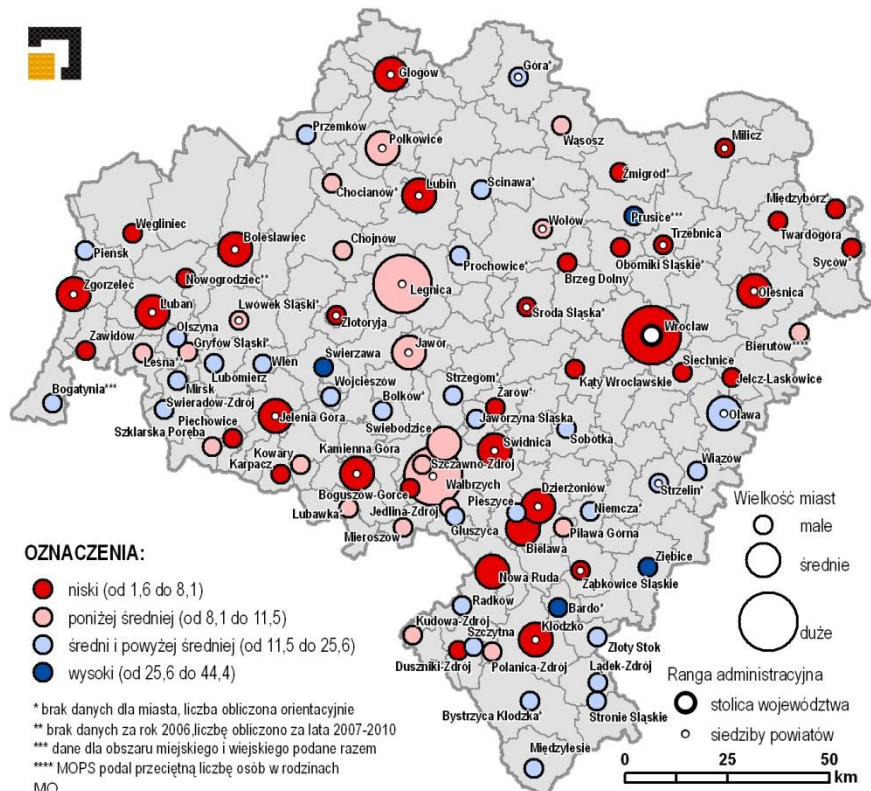 Głogów
Góra*
Przemków
Polkowice
Wąsosz
Milicz
Chocianów*
Lubin
Ścinawa*
Żmigród*
Międzybórz*
Węgliniec
Prusice***
Twardogóra
Bolesławiec
Chojnów
Wołów
Trzebnica
Pieńsk
Prochowice*
Oborniki Śląskie*
Syców*
Nowogrodziec**
Brzeg Dolny
Zgorzelec
Legnica
Oleśnica
Lubań
Lwówek Śląski*
Złotoryja
Środa Śląska*
Wrocław
Olszyna
Zawidów
Gryfów Śląski*
Jawor
Bierutów****
Leśna**
Wleń
Świerzawa
Siechnice
Lubomierz
Kąty Wrocławskie
Jelcz-Laskowice
Bogatynia***
Mirsk
Wojcieszów
Strzegom*
Żarów*
Świeradów-Zdrój
Bolków*
Jaworzyna Śląska
Oława
Piechowice
Jelenia Góra
Świebodzice
Sobótka
Szklarska Poręba
Świdnica
Kamienna Góra
Kowary
Szczawno-Zdrój
Wiązów
Karpacz
Wałbrzych
Strzelin*
Boguszów-Gorce
Pieszyce
Dzierżoniów
Lubawka
Jedlina-Zdrój
Niemcza*
Mieroszów
Głuszyca
Piława Górna
Bielawa
Ziębice
Nowa Ruda
Ząbkowice Śląskie
Radków
Bardo*
Kudowa-Zdrój
Kłodzko
Szczytna
Złoty Stok
Duszniki-Zdrój
Polanica-Zdrój
Lądek-Zdrój
Bystrzyca Kłodzka*
Stronie Śląskie
Międzylesie
OZNACZENIA:
niski (od 1,6 do 8,1)
poniżej średniej (od 8,1 do 11,5)
średni i powyżej średniej (od 11,5 do 25,6)
wysoki (od 25,6 do 44,4)
* brak danych dla miasta, liczba obliczona orientacyjnie
** brak danych za rok 2006,liczbę obliczono za lata 2007-2010
*** dane dla obszaru miejskiego i wiejskiego podane razem
**** MOPS podał przeciętną liczbę osób w rodzinach
MO
Wielkość miast
małe
średnie
duże
Ranga administracyjna
stolica województwa
siedziby powiatów
0 25 50
km